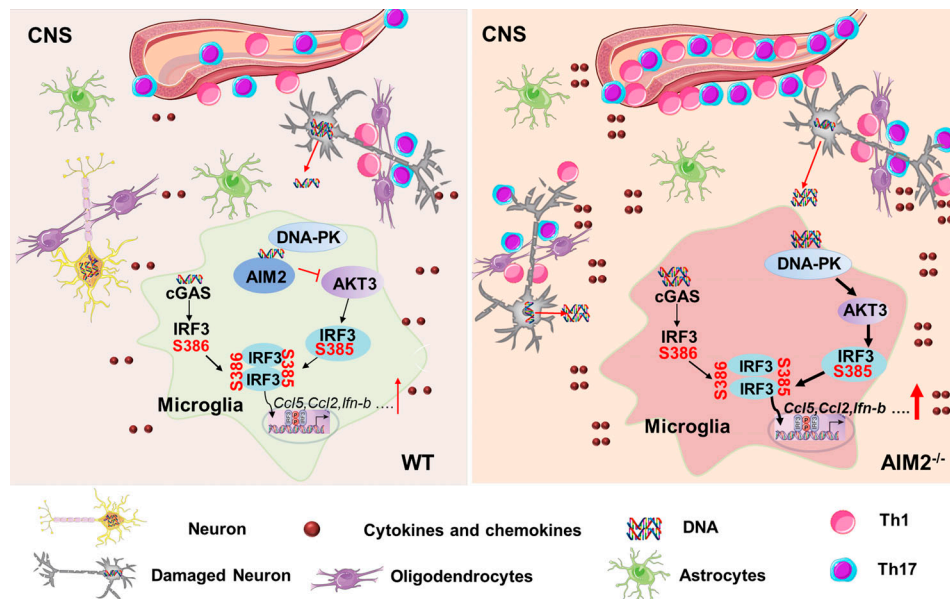 CNS
DNA-PK
AIM2
AKT3
cGAS
IRF3
S386
IRF3
S385
S386
IRF3
IRF3
S385
Microglia
Ccl5,Ccl2,Ifn-b ....
WT
CNS
DNA-PK
cGAS
AKT3
IRF3
S386
IRF3
S385
S386
IRF3
IRF3
S385
Microglia
Ccl5,Ccl2,Ifn-b ....
AIM2-/-
Neuron
Cytokines and chemokines
DNA
Th1
Damaged Neuron
Oligodendrocytes
Astrocytes
Th17